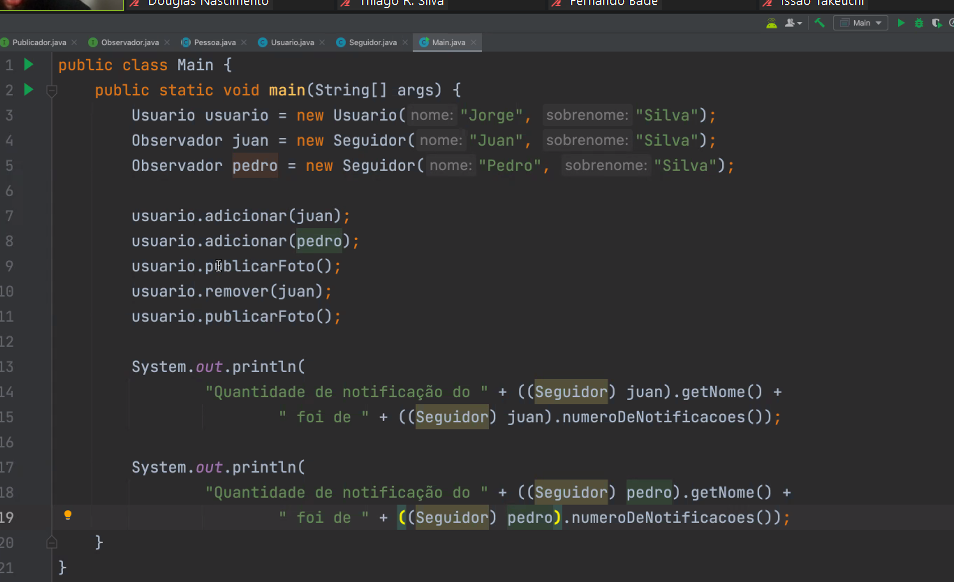 Douglas Nascimento Thiago R. Silva Fernando Bade Issao Takeuchi
Main
Publicador.java Observador.java Pessoa.java Usuario.java Seguidor.java Main.java
1 public class Main {
2 public static void main(String[] args) {
3 Usuario usuario = new Usuario( nome: "Jorge", sobrenome: "Silva");
4 Observador juan = new Seguidor( nome: "Juan", sobrenome: "Silva");
5 Observador pedro = new Seguidor( nome: "Pedro", sobrenome: "Silva");
6
7 usuario.adicionar(juan);
8 usuario.adicionar(pedro);
9 usuario.publicarFoto();
10 usuario.remover(juan);
11 usuario.publicarFoto();
12
13 System.out.println(
14 "Quantidade de notificação do " + ((Seguidor) juan).getNome() +
15 " foi de " + ((Seguidor) juan).numeroDeNotificacoes());
16
17 System.out.println(
18 "Quantidade de notificação do " + ((Seguidor) pedro).getNome() +
19 " foi de " + ((Seguidor) pedro).numeroDeNotificacoes());
20 }
21 }